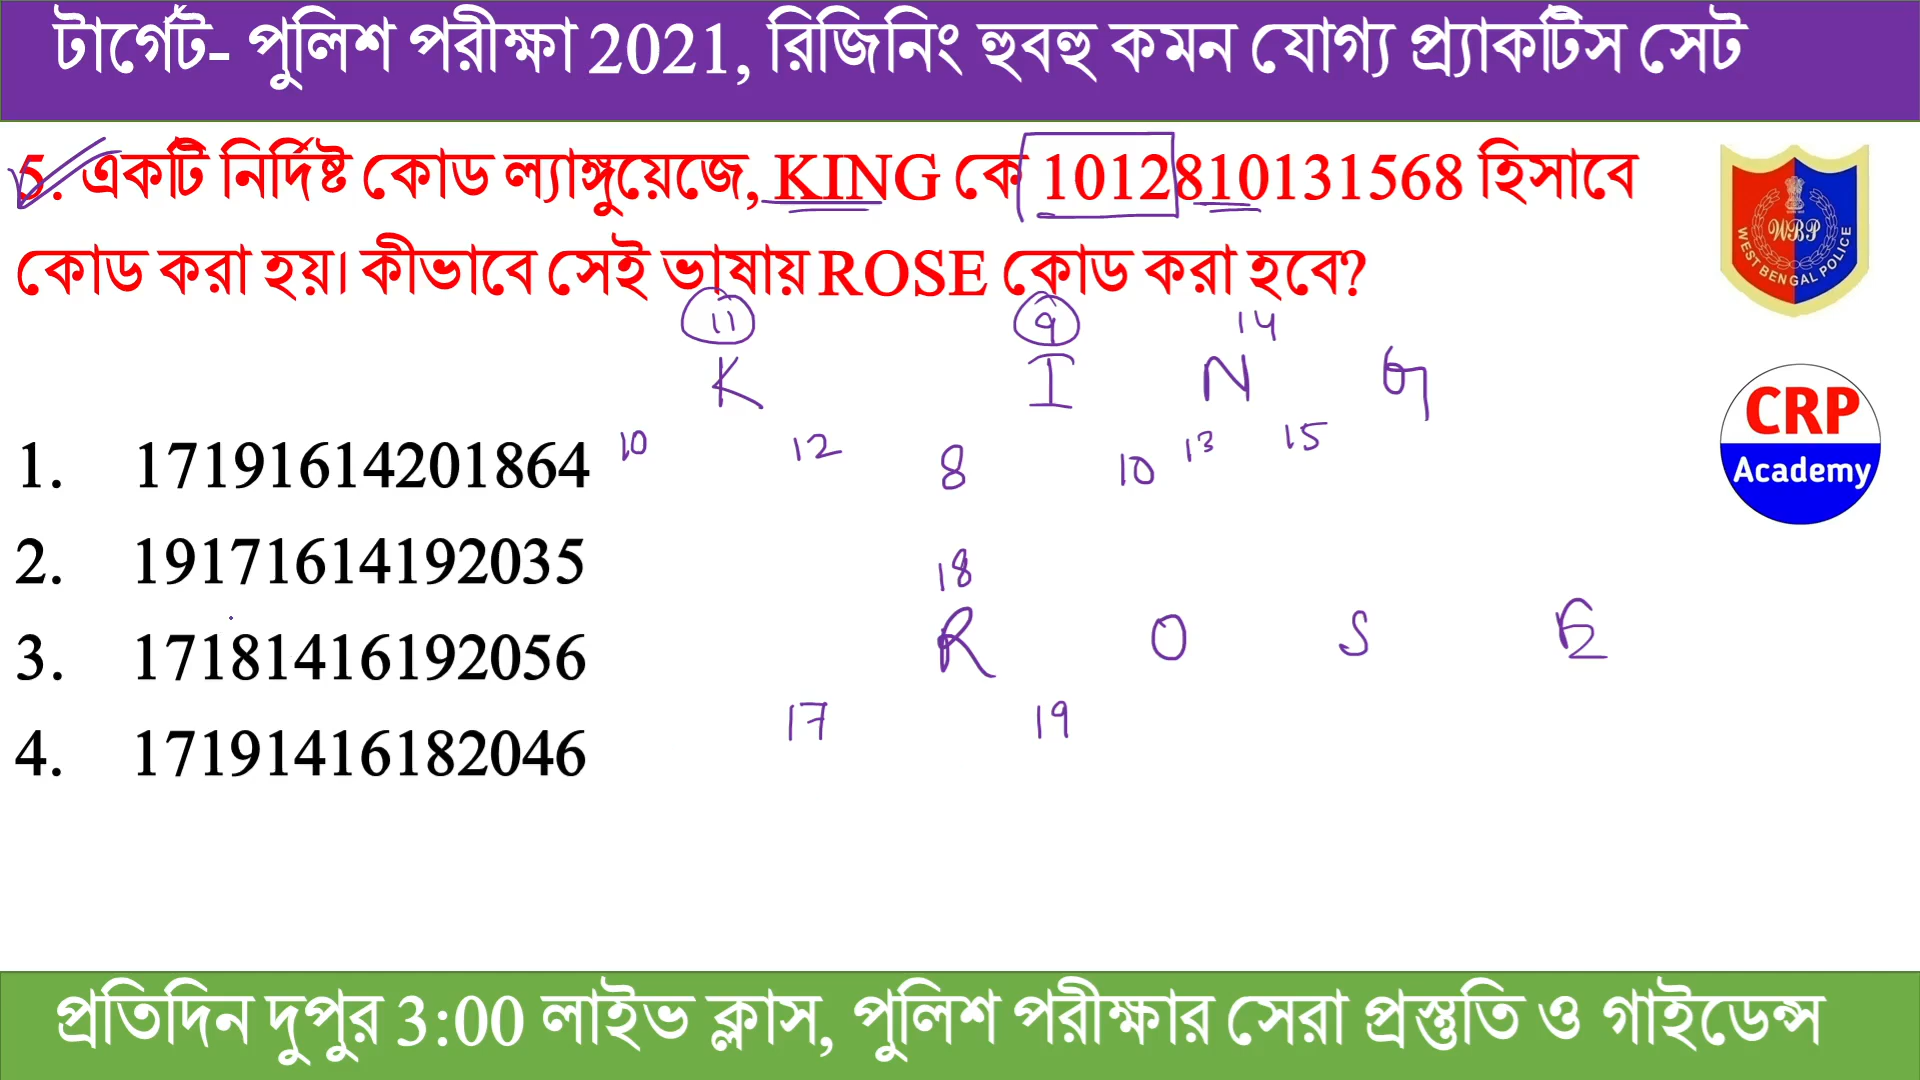 টার্গেট- পুলিশ পরীক্ষা 2021, রিজিনিং হুবহু কমন যোগ্য প্র্যাকটিস সেট
5. একটি নির্দিষ্ট কোড ল্যাঙ্গুয়েজে, KING কে 1012810131568 হিসাবে
কোড করা হয়। কীভাবে সেই ভাষায় ROSE কোড করা হবে?
WBP
WEST BENGAL POLICE
11 9 14
K I N G
CRP
Academy
1. 17191614201864
10 12 8 10 13 15
2. 19171614192035
18
3. 17181416192056
R O S E
17 19
4. 17191416182046
প্রতিদিন দুপুর 3:00 লাইভ ক্লাস, পুলিশ পরীক্ষার সেরা প্রস্তুতি ও গাইডেন্স